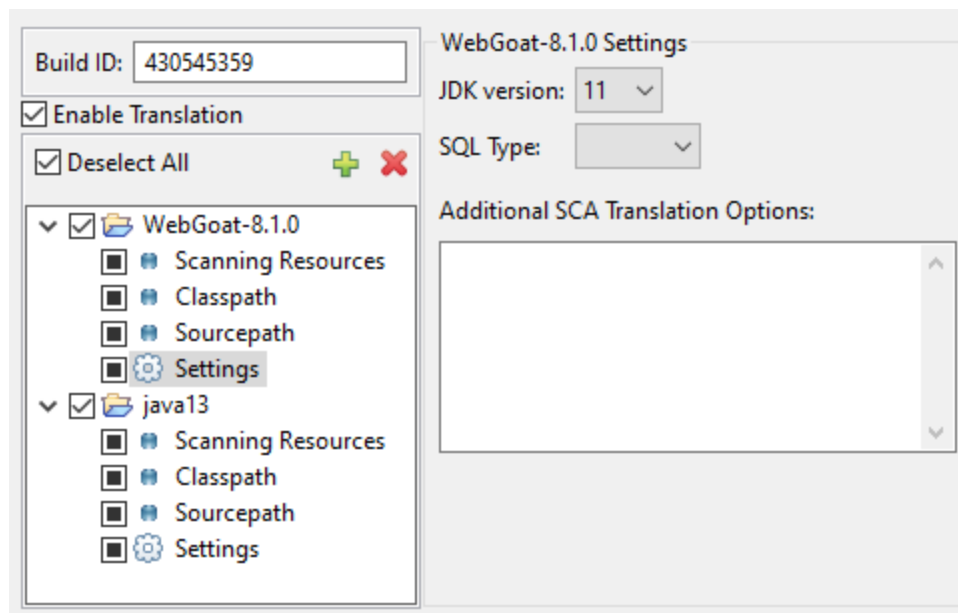 Build ID: 430545359
Enable Translation
Deselect All
WebGoat-8.1.0
Scanning Resources
Classpath
Sourcepath
Settings
java13
Scanning Resources
Classpath
Sourcepath
Settings
WebGoat-8.1.0 Settings
JDK version: 11
SQL Type:
Additional SCA Translation Options: